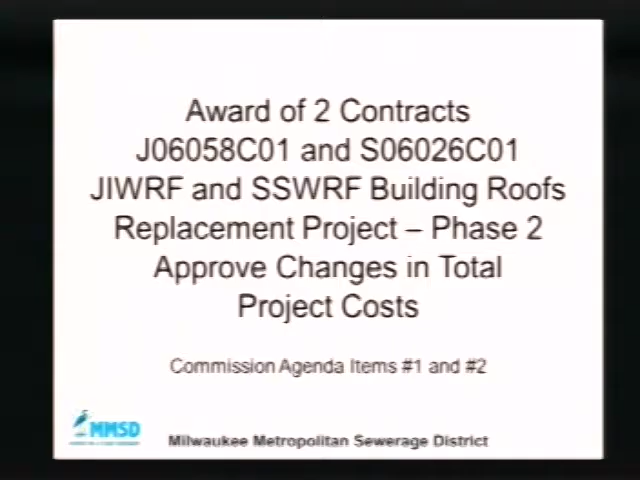 Award of 2 Contracts
J06058C01 and S06026C01
JIWRF and SSWRF Building Roofs
Replacement Project – Phase 2
Approve Changes in Total
Project Costs
Commission Agenda Items #1 and #2
MMSD
Milwaukee Metropolitan Sewerage District